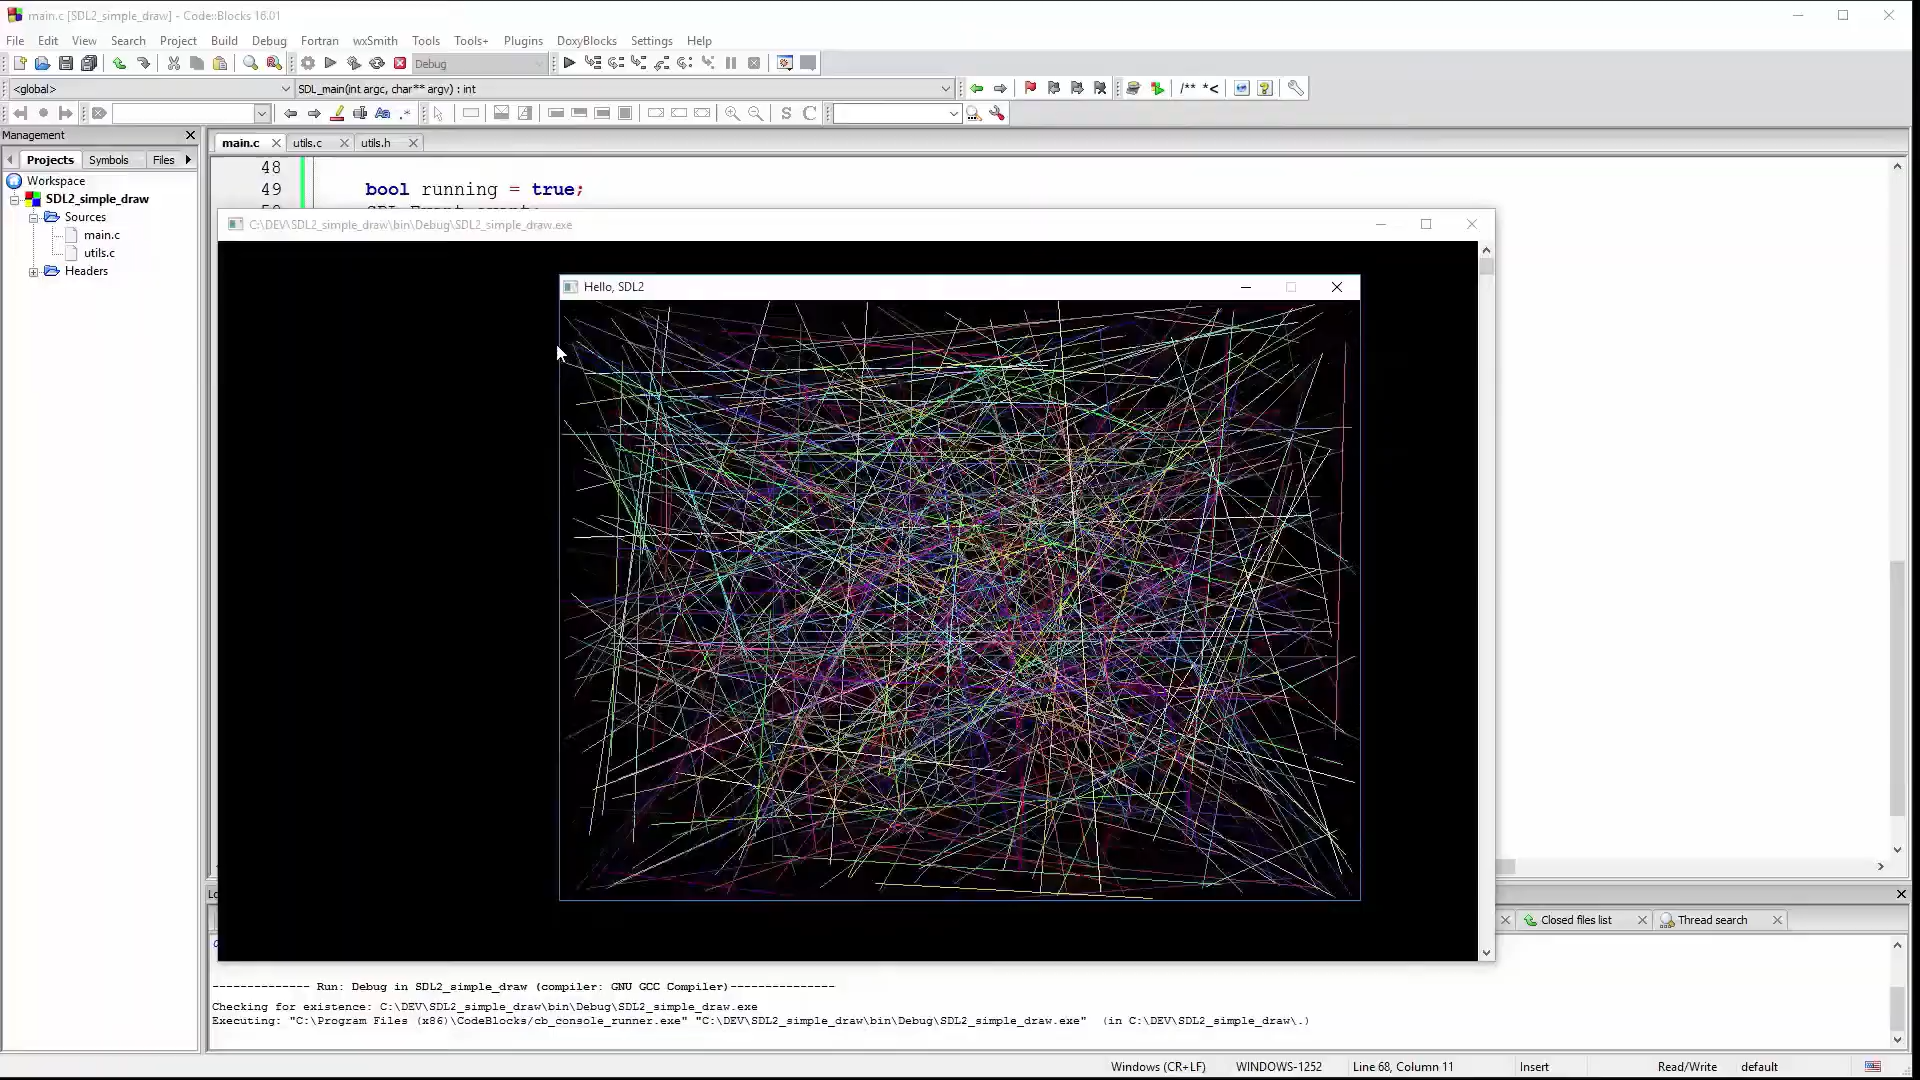 main.c [SDL2_simple_draw] - Code::Blocks 16.01
File Edit View Search Project Build Debug Fortran wxSmith Tools Tools+ Plugins DoxyBlocks Settings Help
Debug
<global> SDL_main(int argc, char** argv) : int
/** *<
Aa .* S C
Management
main.c utils.c utils.h
Projects Symbols Files
Workspace
SDL2_simple_draw
Sources
main.c
utils.c
Headers
48
49 bool running = true;
C:\DEV\SDL2_simple_draw\bin\Debug\SDL2_simple_draw.exe
Hello, SDL2
Closed files list Thread search
-------------- Run: Debug in SDL2_simple_draw (compiler: GNU GCC Compiler)---------------
Checking for existence: C:\DEV\SDL2_simple_draw\bin\Debug\SDL2_simple_draw.exe
Executing: "C:\Program Files (x86)\CodeBlocks/cb_console_runner.exe" "C:\DEV\SDL2_simple_draw\bin\Debug\SDL2_simple_draw.exe" (in C:\DEV\SDL2_simple_draw\.)
Windows (CR+LF) WINDOWS-1252 Line 68, Column 11 Insert Read/Write default